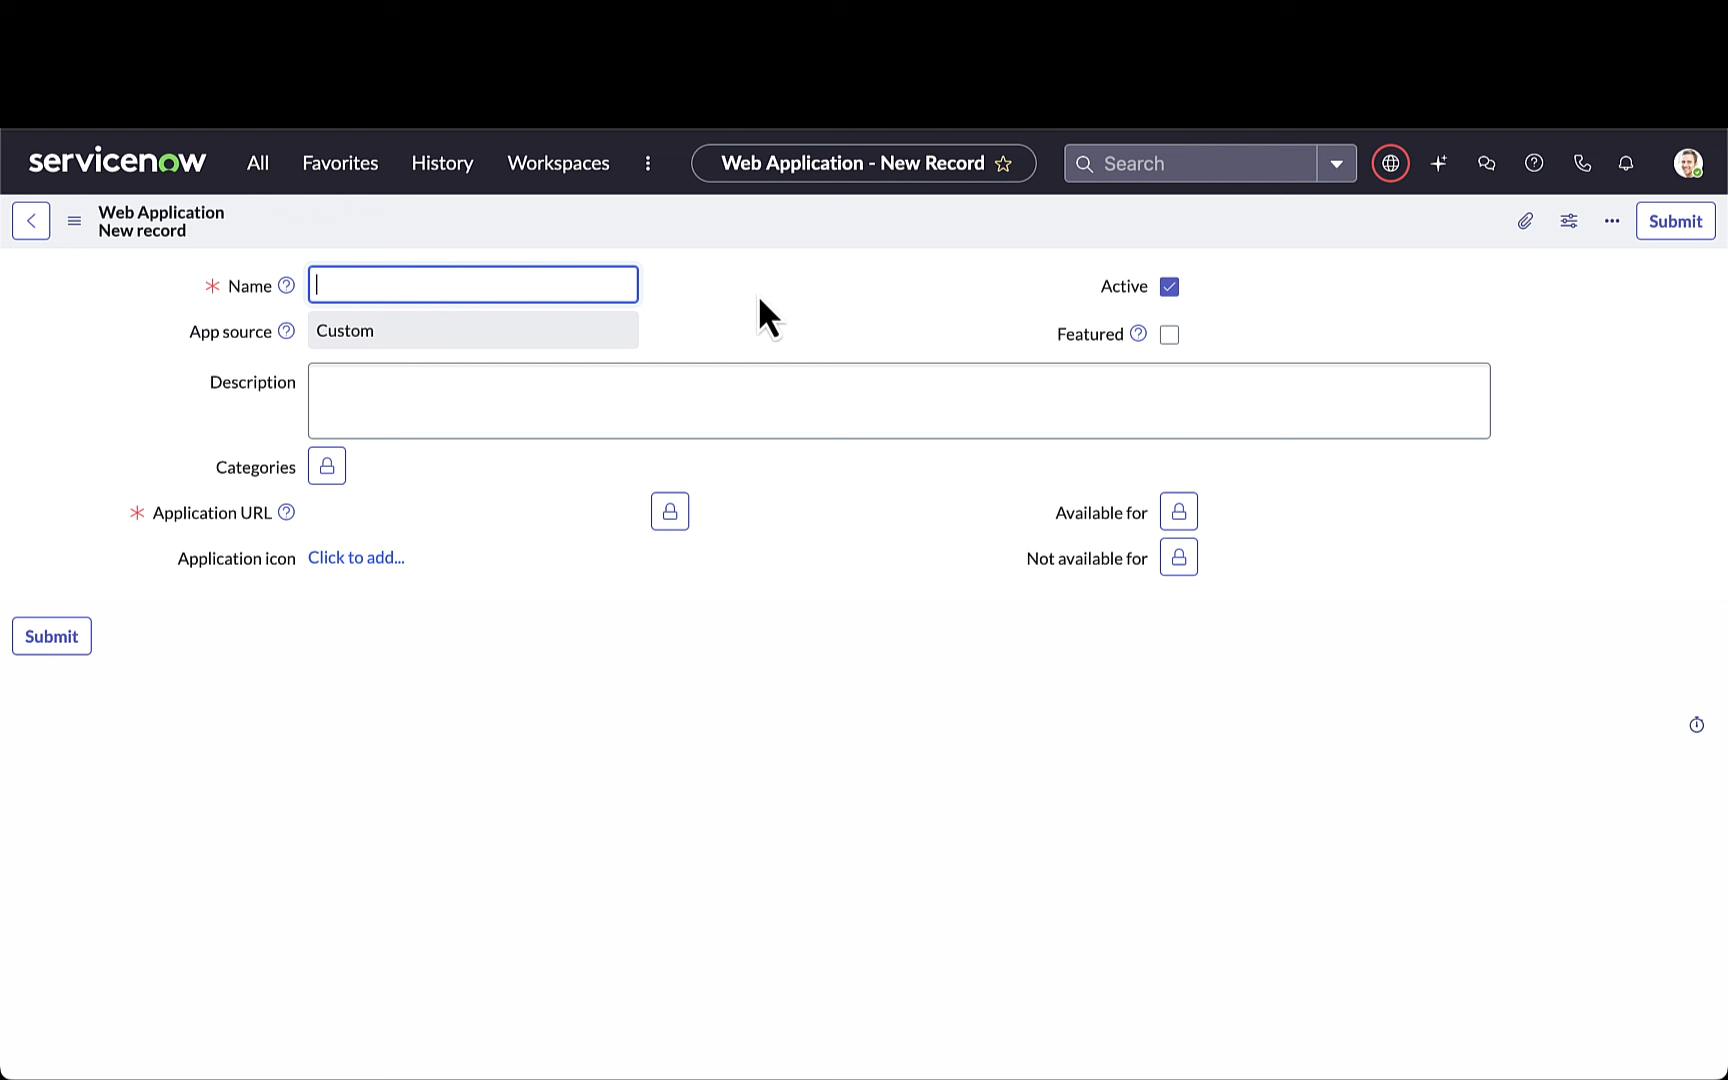 servicenow All Favorites History Workspaces Web Application - New Record Search
Web Application
New record
Submit
* Name
Active
App source Custom
Featured
Description
Categories
* Application URL
Available for
Application icon Click to add...
Not available for
Submit